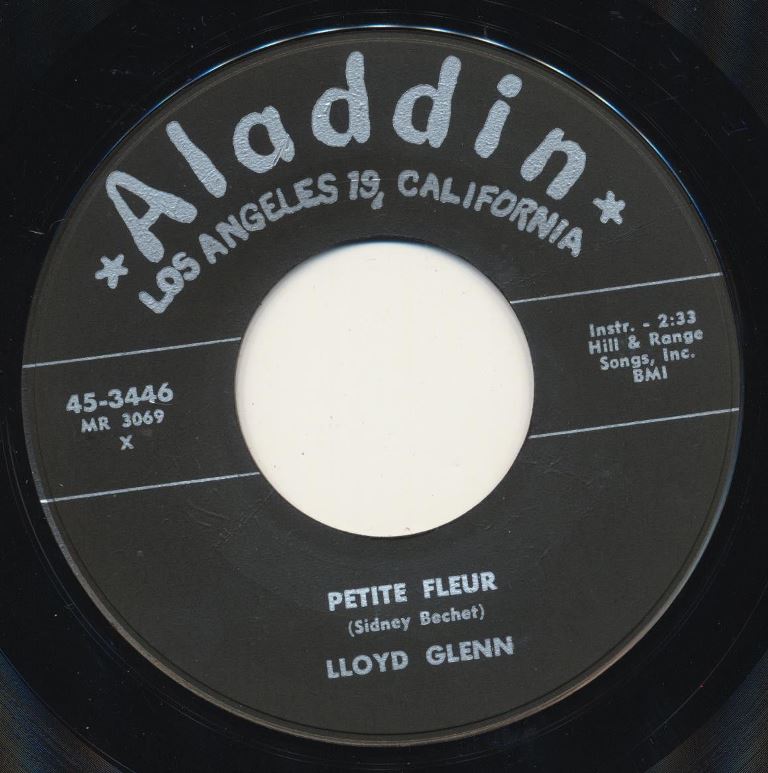 *Aladdin*
LOS ANGELES 19, CALIFORNIA
45-3446
MR 3069
X
Instr. - 2:33
Hill & Range
Songs, Inc.
BMI
PETITE FLEUR
(Sidney Bechet)
LLOYD GLENN